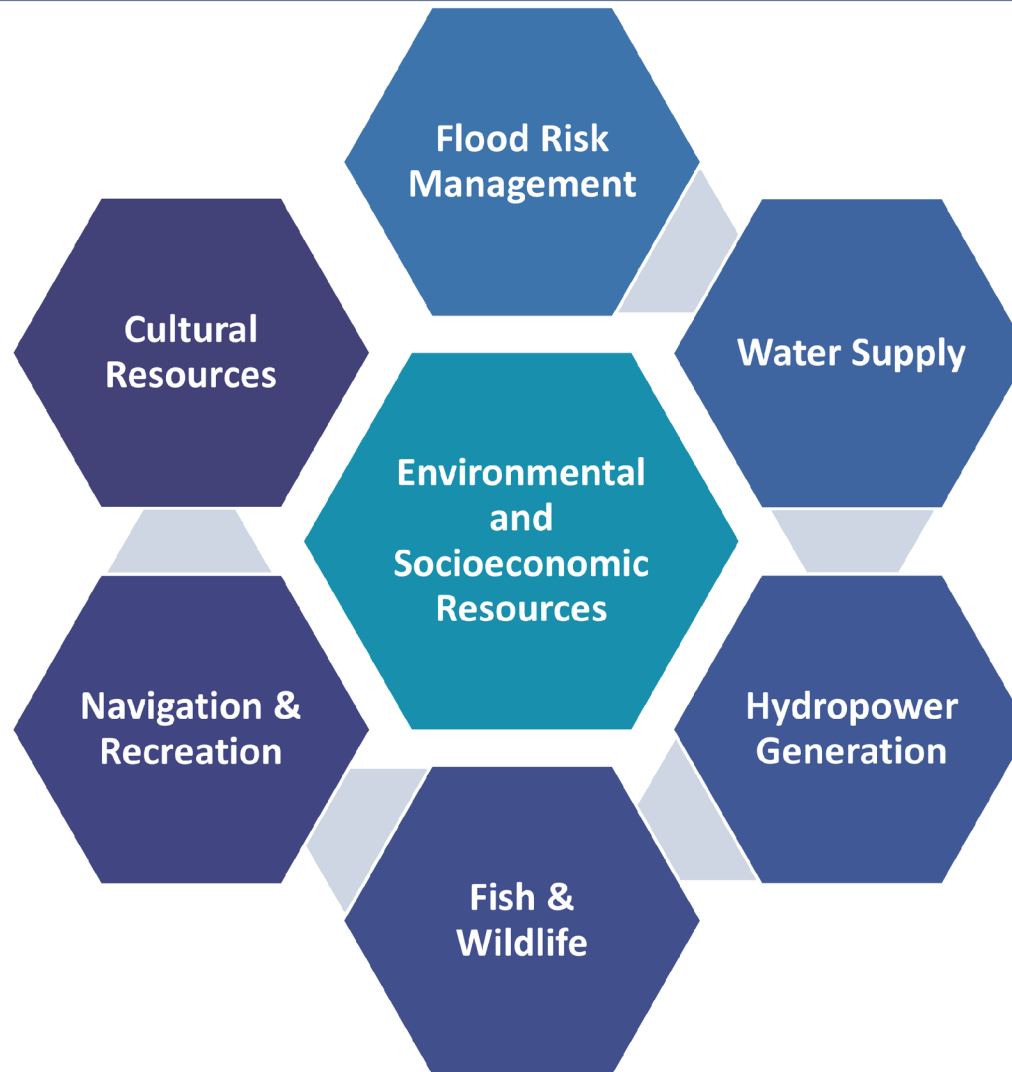 Flood Risk
Management
Water Supply
Hydropower
Generation
Fish &
Wildlife
Navigation &
Recreation
Cultural
Resources
Environmental
and
Socioeconomic
Resources